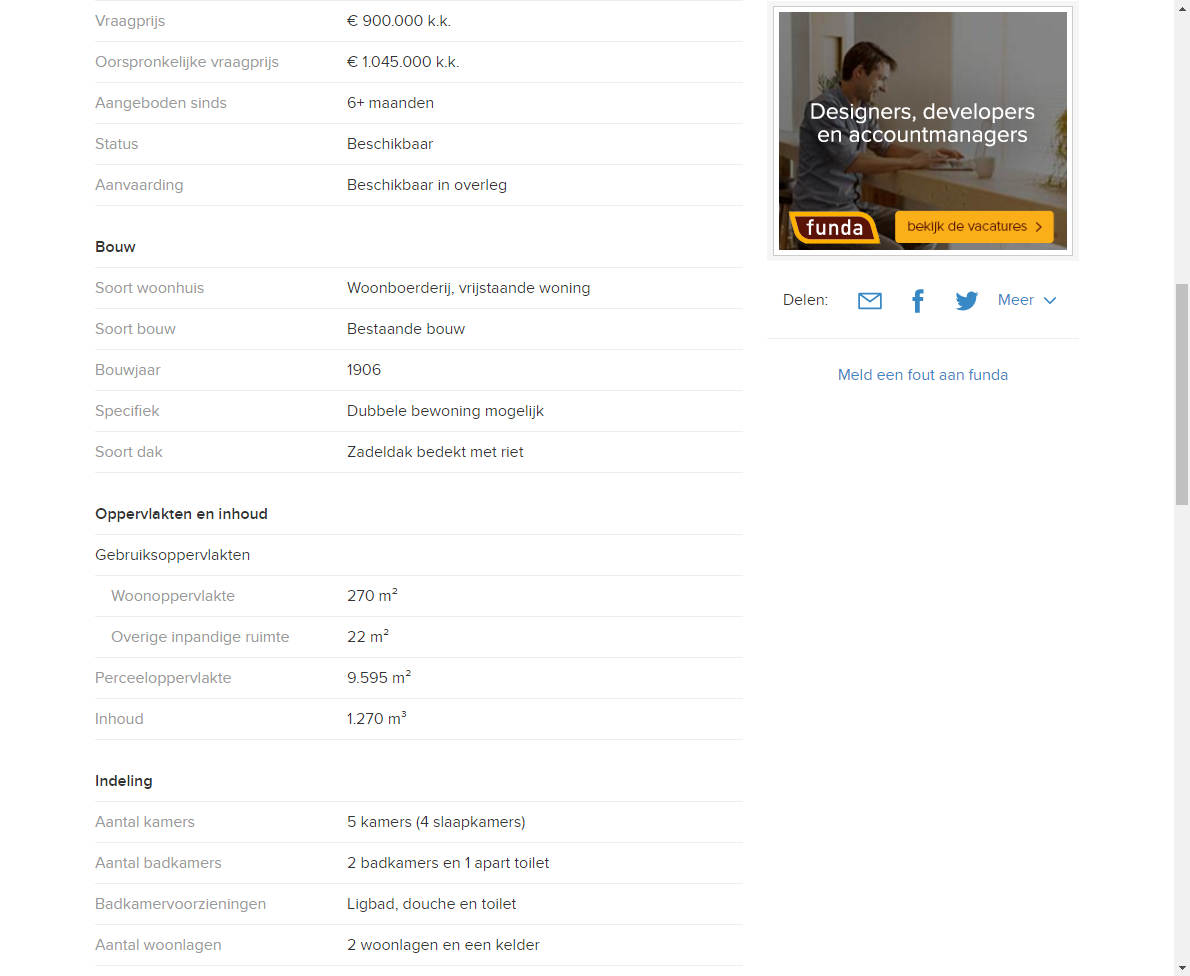 Vraagprijs € 900.000 k.k.
Oorspronkelijke vraagprijs € 1.045.000 k.k.
Aangeboden sinds 6+ maanden
Status Beschikbaar
Aanvaarding Beschikbaar in overleg
Bouw
Soort woonhuis Woonboerderij, vrijstaande woning
Soort bouw Bestaande bouw
Bouwjaar 1906
Specifiek Dubbele bewoning mogelijk
Soort dak Zadeldak bedekt met riet
Oppervlakten en inhoud
Gebruiksoppervlakten
Woonoppervlakte 270 m²
Overige inpandige ruimte 22 m²
Perceeloppervlakte 9.595 m²
Inhoud 1.270 m³
Indeling
Aantal kamers 5 kamers (4 slaapkamers)
Aantal badkamers 2 badkamers en 1 apart toilet
Badkamervoorzieningen Ligbad, douche en toilet
Aantal woonlagen 2 woonlagen en een kelder
Designers, developers
en accountmanagers
funda bekijk de vacatures
Delen: Meer
Meld een fout aan funda